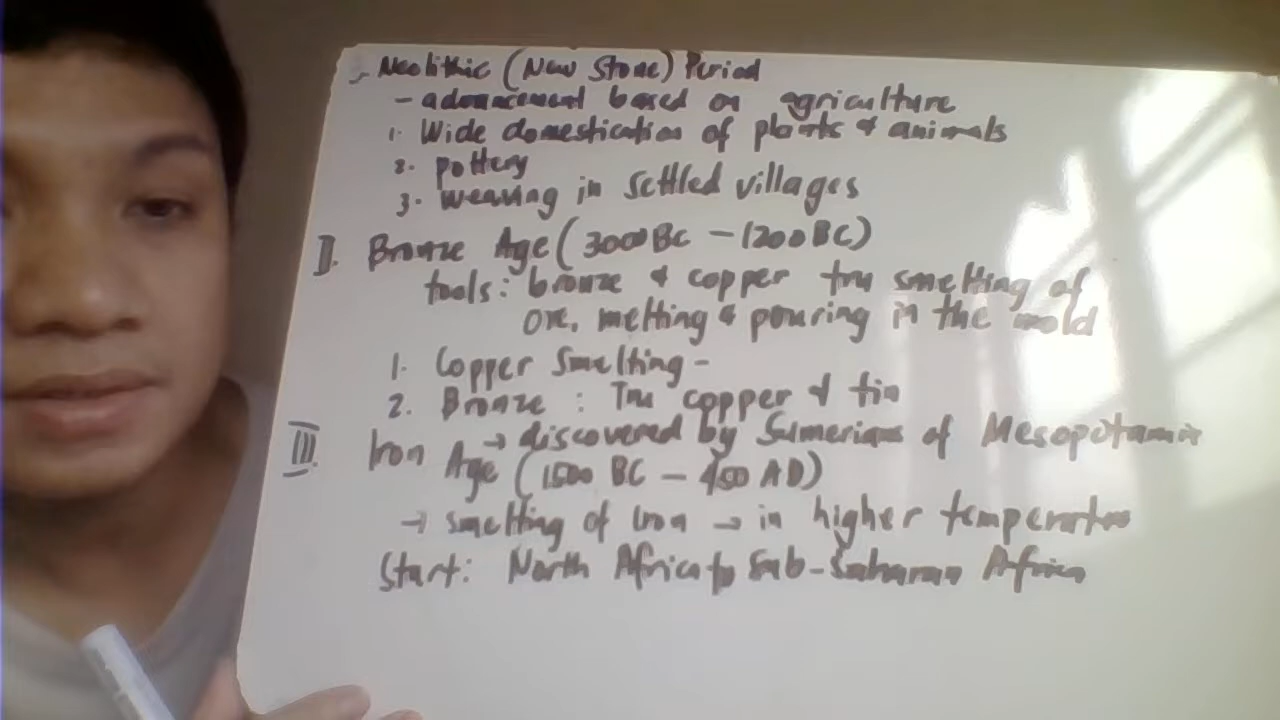 Neolithic (New Stone) Period
- advancement based on agriculture
1. Wide domestication of plants & animals
2. pottery
3. weaving in settled villages
II. Bronze Age (3000 BC - 1200 BC)
tools: bronze & copper tru smelting of
ore, melting & pouring in the mold
1. Copper Smelting -
2. Bronze : Tru copper & tin
→ discovered by Sumerians of Mesopotamia
III. Iron Age (1500 BC - 450 AD)
→ smelting of Iron → in higher temperature
Start: North Africa to Sub-Saharan Africa